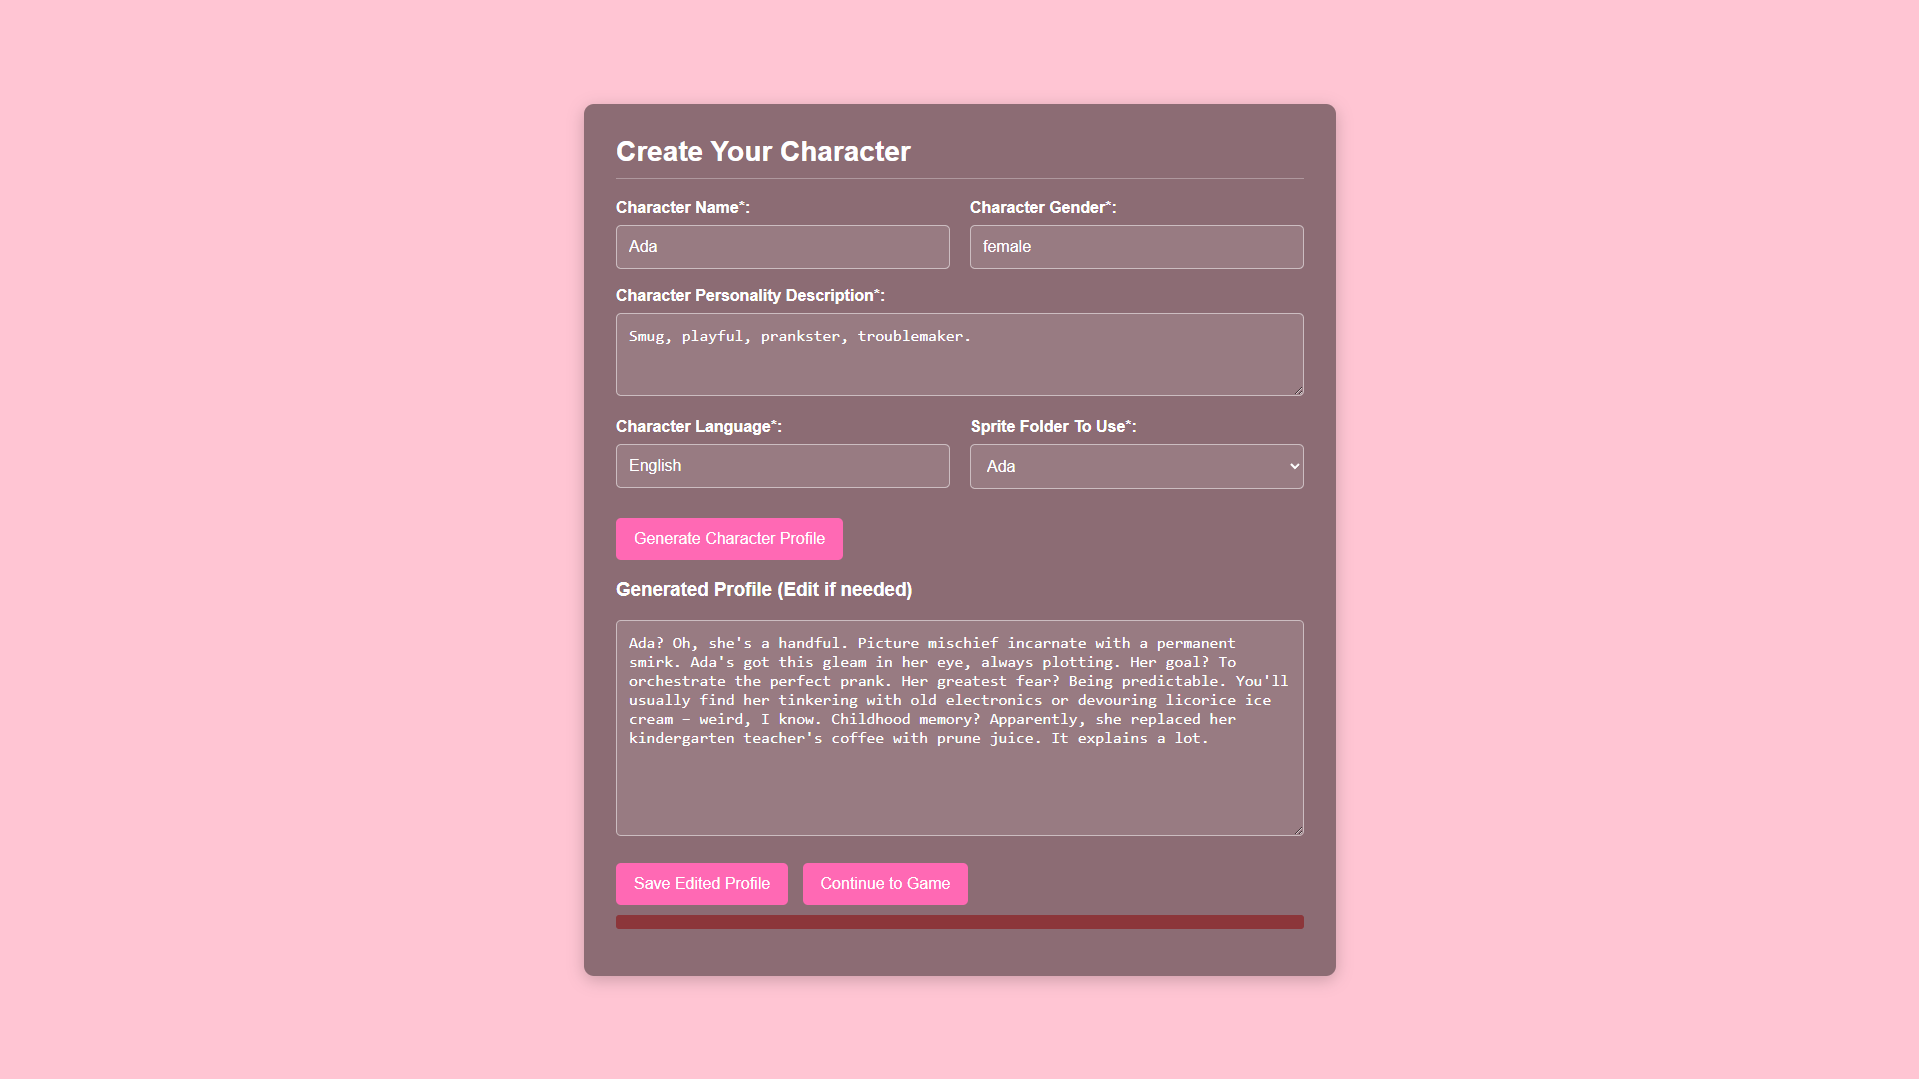 Create Your Character
Character Name*:
Character Gender*:
Ada
female
Character Personality Description*:
Smug, playful, prankster, troublemaker.
Character Language*:
Sprite Folder To Use*:
English
Ada
Generate Character Profile
Generated Profile (Edit if needed)
Ada? Oh, she's a handful. Picture mischief incarnate with a permanent
smirk. Ada's got this gleam in her eye, always plotting. Her goal? To
orchestrate the perfect prank. Her greatest fear? Being predictable. You'll
usually find her tinkering with old electronics or devouring licorice ice
cream – weird, I know. Childhood memory? Apparently, she replaced her
kindergarten teacher's coffee with prune juice. It explains a lot.
Save Edited Profile
Continue to Game